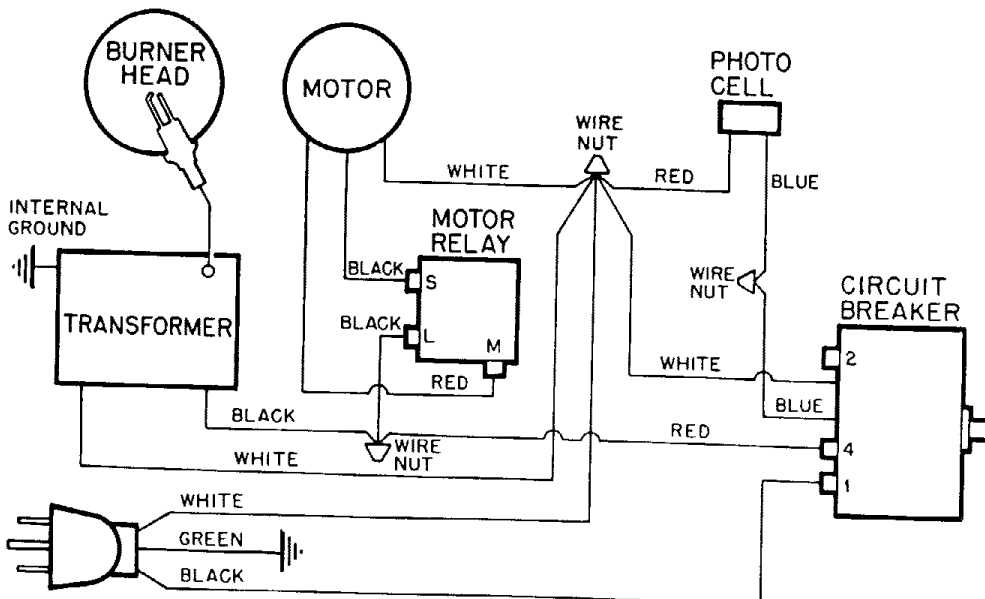 BURNER
HEAD
MOTOR
PHOTO
CELL
WIRE
NUT
WHITE
RED
BLUE
INTERNAL
GROUND
MOTOR
RELAY
BLACK
S
WIRE
NUT
CIRCUIT
BREAKER
TRANSFORMER
BLACK
L
M
2
WHITE
RED
BLUE
BLACK
WIRE
NUT
RED
4
WHITE
1
WHITE
GREEN
BLACK